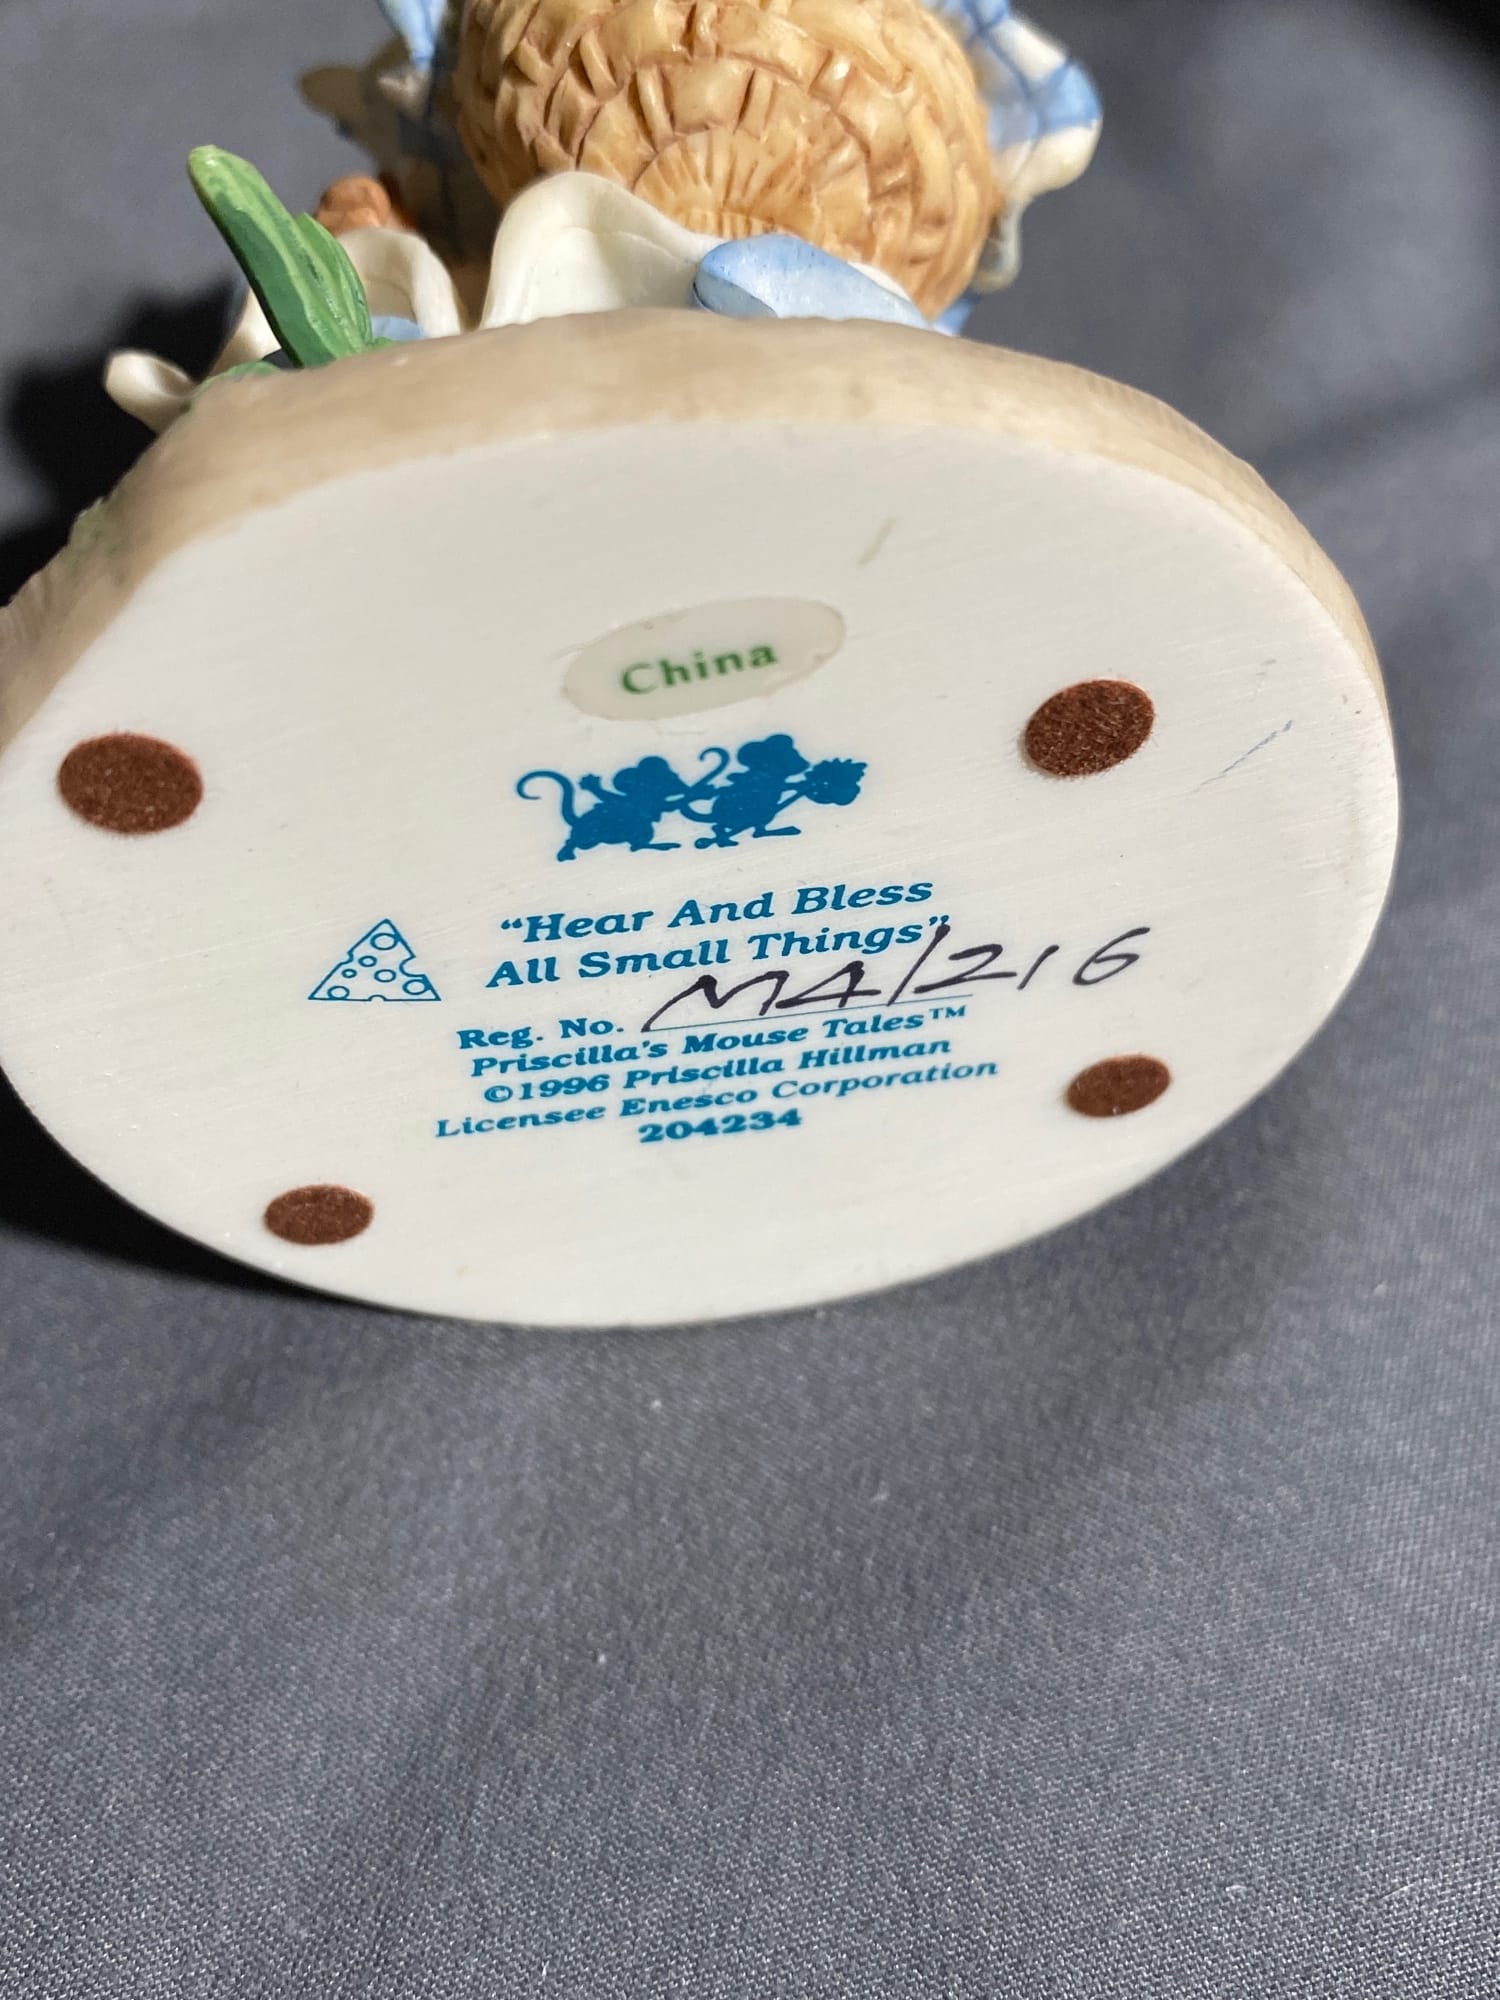 China
“Hear And Bless
All Small Things”
Reg. No. M4/216
Priscilla's Mouse Tales™
©1996 Priscilla Hillman
Licensee Enesco Corporation
204234